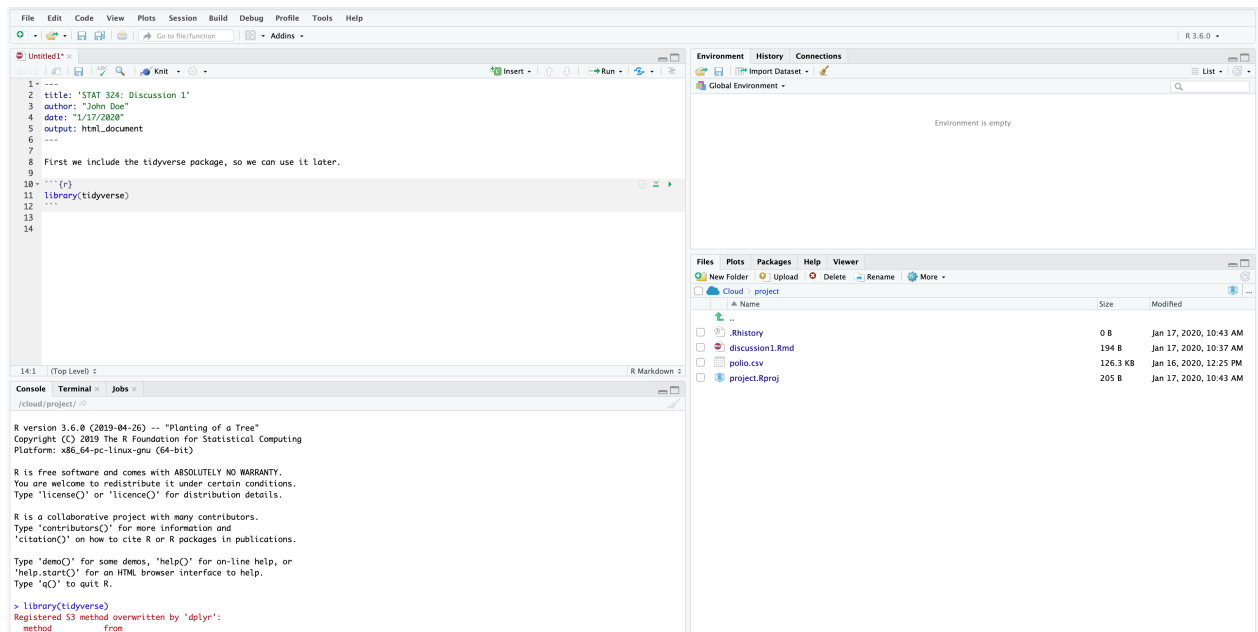 File Edit Code View Plots Session Build Debug Profile Tools Help
Go to file/function Addins R 3.6.0
Untitled1* ×
ABC Knit Insert Run
1 ---
2 title: 'STAT 324: Discussion 1'
3 author: "John Doe"
4 date: "1/17/2020"
5 output: html_document
6 ---
7
8 First we include the tidyverse package, so we can use it later.
9
10 ```{r}
11 library(tidyverse)
12 ```
13
14
14:1 (Top Level) R Markdown
Console Terminal × Jobs ×
/cloud/project/
R version 3.6.0 (2019-04-26) -- "Planting of a Tree"
Copyright (C) 2019 The R Foundation for Statistical Computing
Platform: x86_64-pc-linux-gnu (64-bit)
R is free software and comes with ABSOLUTELY NO WARRANTY.
You are welcome to redistribute it under certain conditions.
Type 'license()' or 'licence()' for distribution details.
R is a collaborative project with many contributors.
Type 'contributors()' for more information and
'citation()' on how to cite R or R packages in publications.
Type 'demo()' for some demos, 'help()' for on-line help, or
'help.start()' for an HTML browser interface to help.
Type 'q()' to quit R.
> library(tidyverse)
Registered S3 method overwritten by 'dplyr':
method from
Environment History Connections
Import Dataset List
Global Environment
Environment is empty
Files Plots Packages Help Viewer
New Folder Upload Delete Rename More
Cloud project ...
Name Size Modified
..
.Rhistory 0 B Jan 17, 2020, 10:43 AM
discussion1.Rmd 194 B Jan 17, 2020, 10:37 AM
polio.csv 126.3 KB Jan 16, 2020, 12:25 PM
project.Rproj 205 B Jan 17, 2020, 10:43 AM